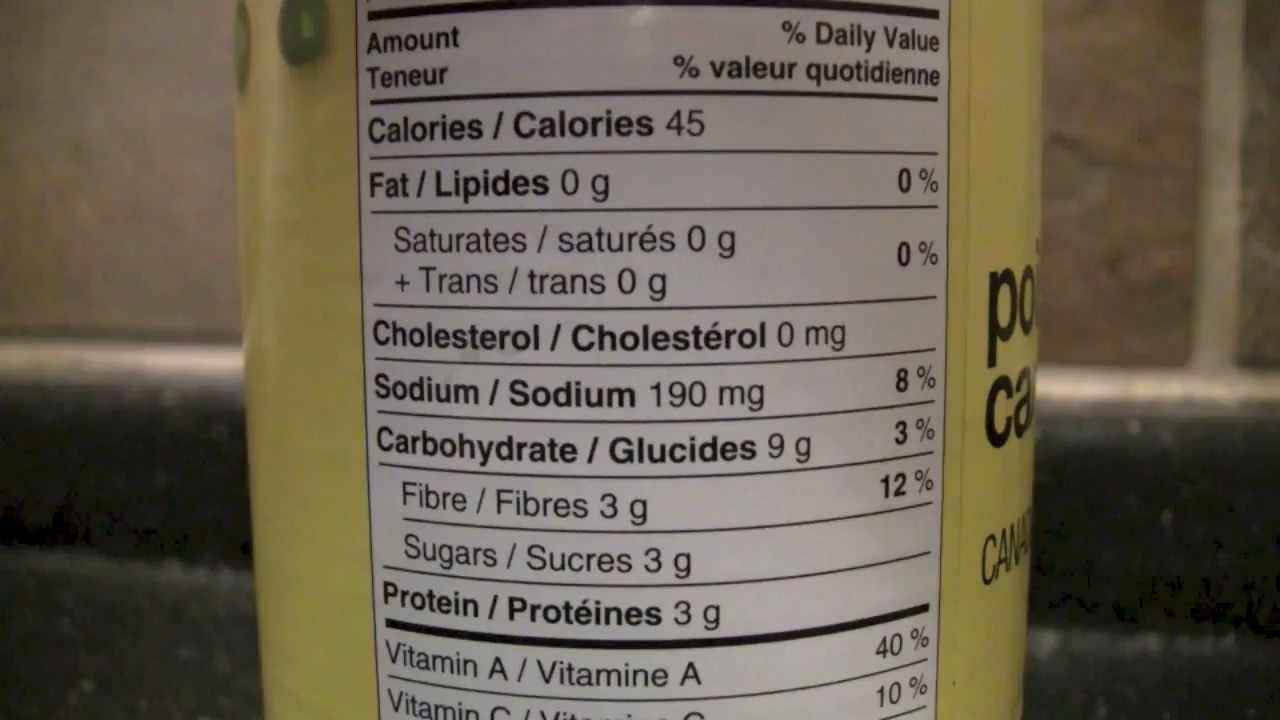 Amount
% Daily Value
Teneur
% valeur quotidienne
Calories / Calories 45
Fat / Lipides 0 g 0 %
Saturates / saturés 0 g
+ Trans / trans 0 g
0 %
Cholesterol / Cholestérol 0 mg
Sodium / Sodium 190 mg 8 %
Carbohydrate / Glucides 9 g 3 %
Fibre / Fibres 3 g 12 %
Sugars / Sucres 3 g
Protein / Protéines 3 g
Vitamin A / Vitamine A 40 %
Vitamin C / 10 %